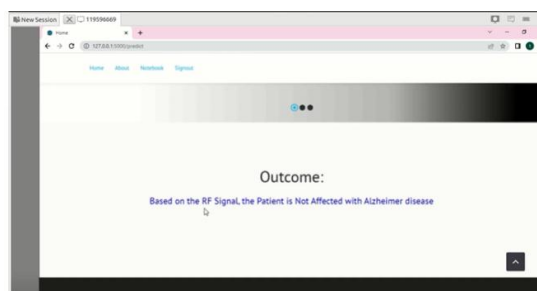 New Session 119596669
Home
127.0.0.1:5000/predict
Home About Notebook Signout
Outcome:
Based on the RF Signal, the Patient is Not Affected with Alzheimer disease